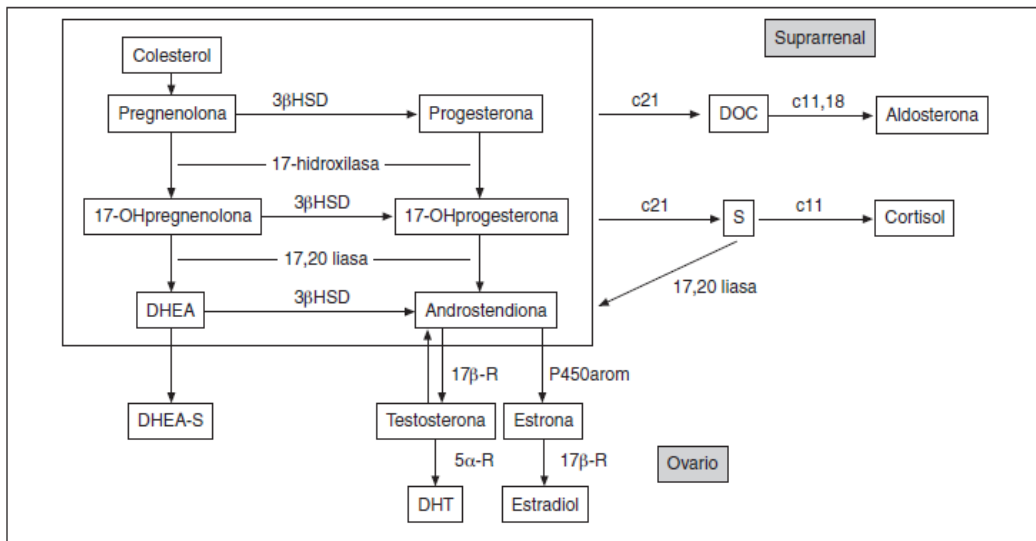 Suprarrenal
Colesterol
3βHSD
c21
c11,18
Pregnenolona
Progesterona
DOC
Aldosterona
17-hidroxilasa
3βHSD
c21
c11
17-OHpregnenolona
17-OHprogesterona
S
Cortisol
17,20 liasa
17,20 liasa
3βHSD
DHEA
Androstendiona
17β-R
P450arom
DHEA-S
Testosterona
Estrona
5α-R
17β-R
Ovario
DHT
Estradiol